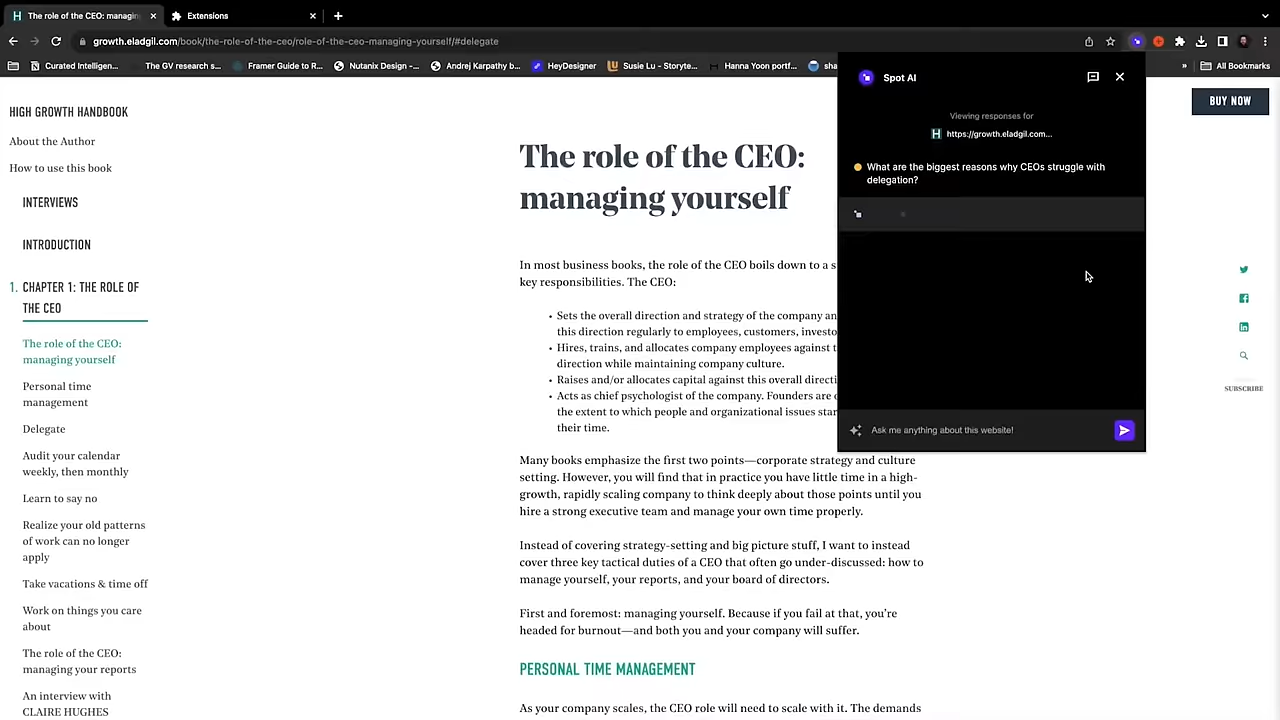 The role of the CEO: managin
Extensions
growth.eladgil.com/book/the-role-of-the-ceo/role-of-the-ceo-managing-yourself/#delegate
Curated Intelligen...
The GV research s...
Framer Guide to R...
Nutanix Design -...
Andrej Karpathy b...
HeyDesigner
Susie Lu - Storyte...
Hanna Yoon portf...
sha
»
All Bookmarks
HIGH GROWTH HANDBOOK
About the Author
How to use this book
INTERVIEWS
INTRODUCTION
1. CHAPTER 1: THE ROLE OF
THE CEO
The role of the CEO:
managing yourself
Personal time
management
Delegate
Audit your calendar
weekly, then monthly
Learn to say no
Realize your old patterns
of work can no longer
apply
Take vacations & time off
Work on things you care
about
The role of the CEO:
managing your reports
An interview with
CLAIRE HUGHES
The role of the CEO:
managing yourself
In most business books, the role of the CEO boils down to a s
key responsibilities. The CEO:
• Sets the overall direction and strategy of the company an
this direction regularly to employees, customers, investo
• Hires, trains, and allocates company employees against t
direction while maintaining company culture.
• Raises and/or allocates capital against this overall directi
• Acts as chief psychologist of the company. Founders are
the extent to which people and organizational issues star
their time.
Many books emphasize the first two points—corporate strategy and culture
setting. However, you will find that in practice you have little time in a high-
growth, rapidly scaling company to think deeply about those points until you
hire a strong executive team and manage your own time properly.
Instead of covering strategy-setting and big picture stuff, I want to instead
cover three key tactical duties of a CEO that often go under-discussed: how to
manage yourself, your reports, and your board of directors.
First and foremost: managing yourself. Because if you fail at that, you're
headed for burnout—and both you and your company will suffer.
PERSONAL TIME MANAGEMENT
As your company scales, the CEO role will need to scale with it. The demands
Spot AI
Viewing responses for
H https://growth.eladgil.com...
What are the biggest reasons why CEOs struggle with
delegation?
Ask me anything about this website!
BUY NOW
SUBSCRIBE